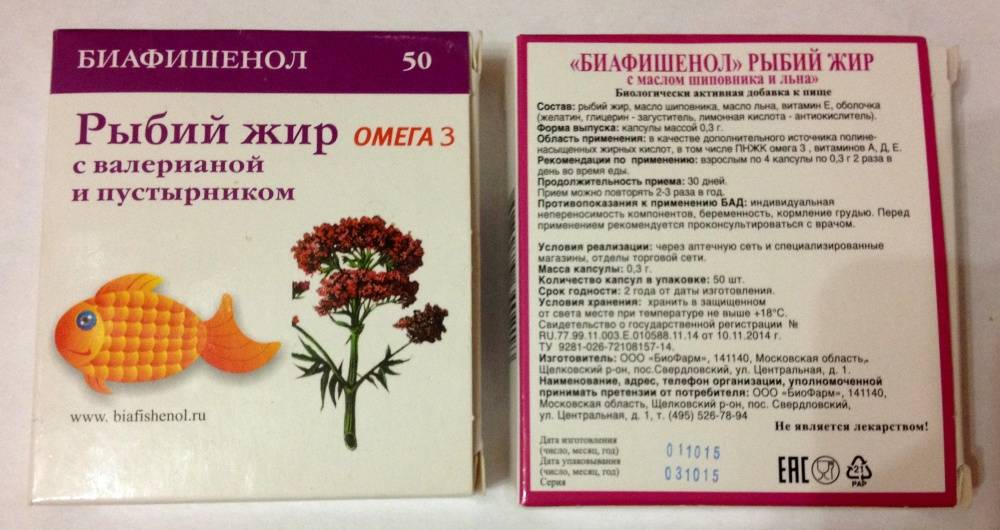 БИАФИШЕНОЛ 50
Рыбий жир ОМЕГА 3
с валерианой
и пустырником
www. biafishenol.ru
«БИАФИШЕНОЛ» РЫБИЙ ЖИР
с маслом шиповника и льна»
Биологически активная добавка к пище
Состав: рыбий жир, масло шиповника, масло льна, витамин Е, оболочка
(желатин, глицерин - загуститель, лимонная кислота - антиокислитель).
Форма выпуска: капсулы массой 0,3 г.
Область применения: в качестве дополнительного источника полине-
насыщенных жирных кислот, в том числе ПНЖК омега 3 , витаминов А, Д, Е.
Рекомендации по применению: взрослым по 4 капсулы по 0,3 г 2 раза в
день во время еды.
Продолжительность приема: 30 дней.
Прием можно повторять 2-3 раза в год.
Противопоказания к применению БАД: индивидуальная
непереносимость компонентов, беременность, кормление грудью. Перед
применением рекомендуется проконсультироваться с врачом.
Условия реализации: через аптечную сеть и специализированные
магазины, отделы торговой сети.
Масса капсулы: 0,3 г.
Количество капсул в упаковке: 50 шт.
Срок годности: 2 года от даты изготовления.
Условия хранения: хранить в защищенном
от света месте при температуре не выше +18°С.
Свидетельство о государственной регистрации №
RU.77.99.11.003.Е.010588.11.14 от 10.11.2014 г.
ТУ 9281-026-72108157-14.
Изготовитель: ООО «БиоФарм», 141140, Московская область,
Щелковский р-он, пос.Свердловский, ул. Центральная, д. 1.
Наименование, адрес, телефон организации, уполномоченной
принимать претензии от потребителя: ООО «БиоФарм», 141140,
Московская область, Щелковский р-он, пос. Свердловский,
ул. Центральная, д. 1, т. (495) 526-78-94
Не является лекарством!
Дата изготовления
(число, месяц, год) 011015
Дата упаковывания
(число, месяц, год) 031015
Серия
ЕАС 21
PAP